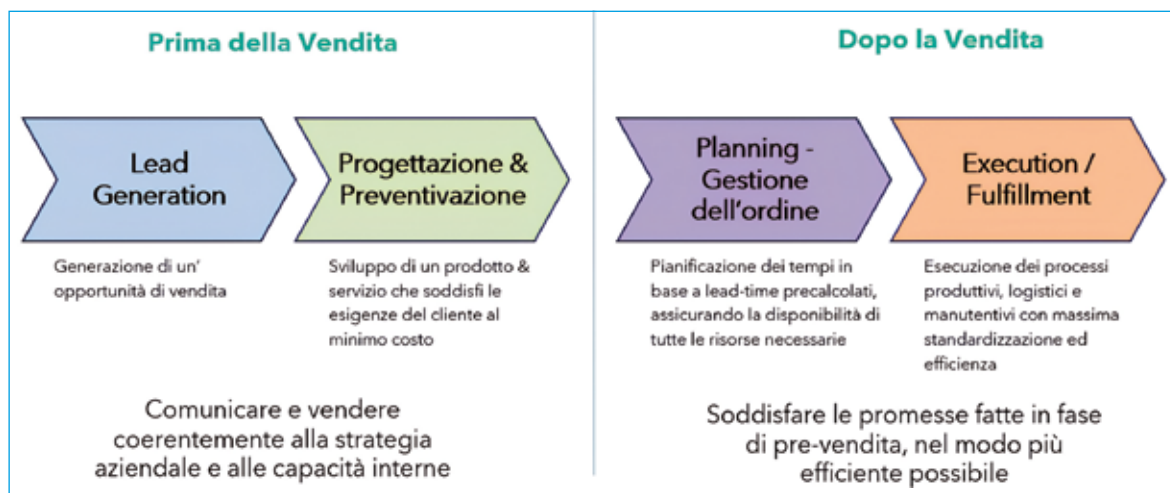 Prima della Vendita
Lead
Generation
Progettazione &
Preventivazione
Generazione di un'
opportunità di vendita
Sviluppo di un prodotto &
servizio che soddisfi le
esigenze del cliente al
minimo costo
Comunicare e vendere
coerentemente alla strategia
aziendale e alle capacità interne
Dopo la Vendita
Planning -
Gestione
dell'ordine
Execution /
Fulfillment
Pianificazione dei tempi in
base a lead-time precalcolati,
assicurando la disponibilità di
tutte le risorse necessarie
Esecuzione dei processi
produttivi, logistici e
manutentivi con massima
standardizzazione ed
efficienza
Soddisfare le promesse fatte in fase
di pre-vendita, nel modo più
efficiente possibile